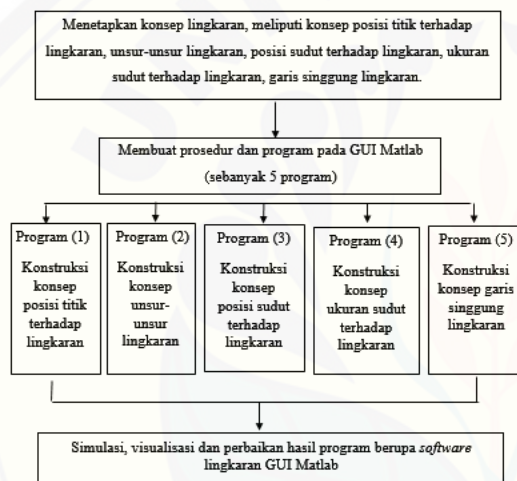 Menetapkan konsep lingkaran, meliputi konsep posisi titik terhadap
lingkaran, unsur-unsur lingkaran, posisi sudut terhadap lingkaran, ukuran
sudut terhadap lingkaran, garis singgung lingkaran.
Membuat prosedur dan program pada GUI Matlab
(sebanyak 5 program)
Program (1)
Konstruksi
konsep
posisi titik
terhadap
lingkaran
Program (2)
Konstruksi
konsep
unsur-
unsur
lingkaran
Program (3)
Konstruksi
konsep
posisi sudut
terhadap
lingkaran
Program (4)
Konstruksi
konsep
ukuran sudut
terhadap
lingkaran
Program (5)
Konstruksi
konsep garis
singgung
lingkaran
Simulasi, visualisasi dan perbaikan hasil program berupa software
lingkaran GUI Matlab